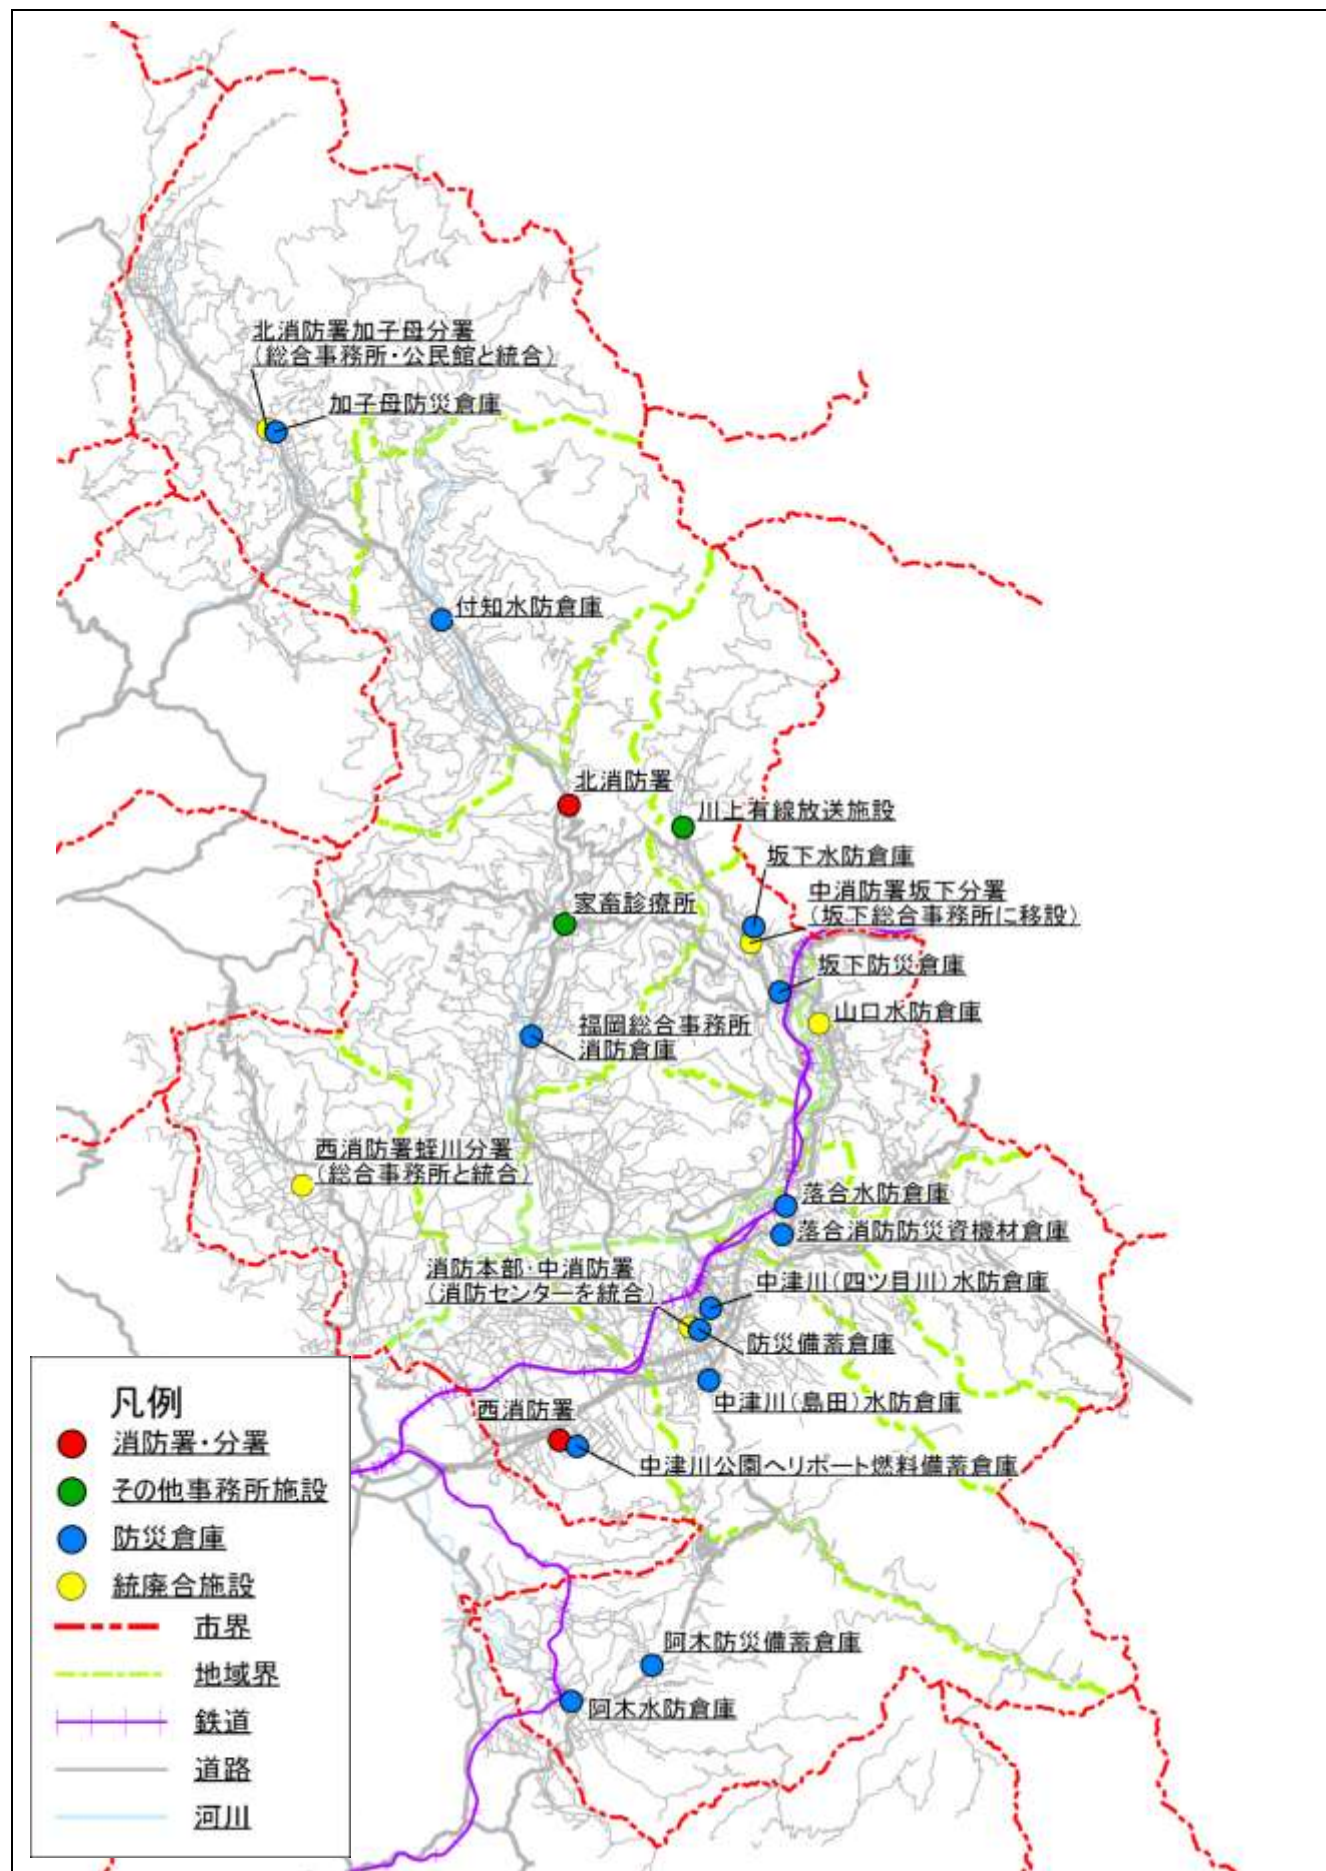 北消防署加子母分署
(総合事務所・公民館と統合)
加子母防災倉庫
付知水防倉庫
北消防署
川上有線放送施設
坂下水防倉庫
中消防署坂下分署
(坂下総合事務所に移設)
家畜診療所
坂下防災倉庫
山口水防倉庫
福岡総合事務所
消防倉庫
西消防署蛭川分署
(総合事務所と統合)
落合水防倉庫
落合消防防災資機材倉庫
消防本部・中消防署
(消防センターを統合)
中津川(四ツ目川)水防倉庫
防災備蓄倉庫
中津川(島田)水防倉庫
西消防署
中津川公園ヘリポート燃料備蓄倉庫
阿木防災備蓄倉庫
阿木水防倉庫
凡例
消防署・分署
その他事務所施設
防災倉庫
統廃合施設
市界
地域界
鉄道
道路
河川